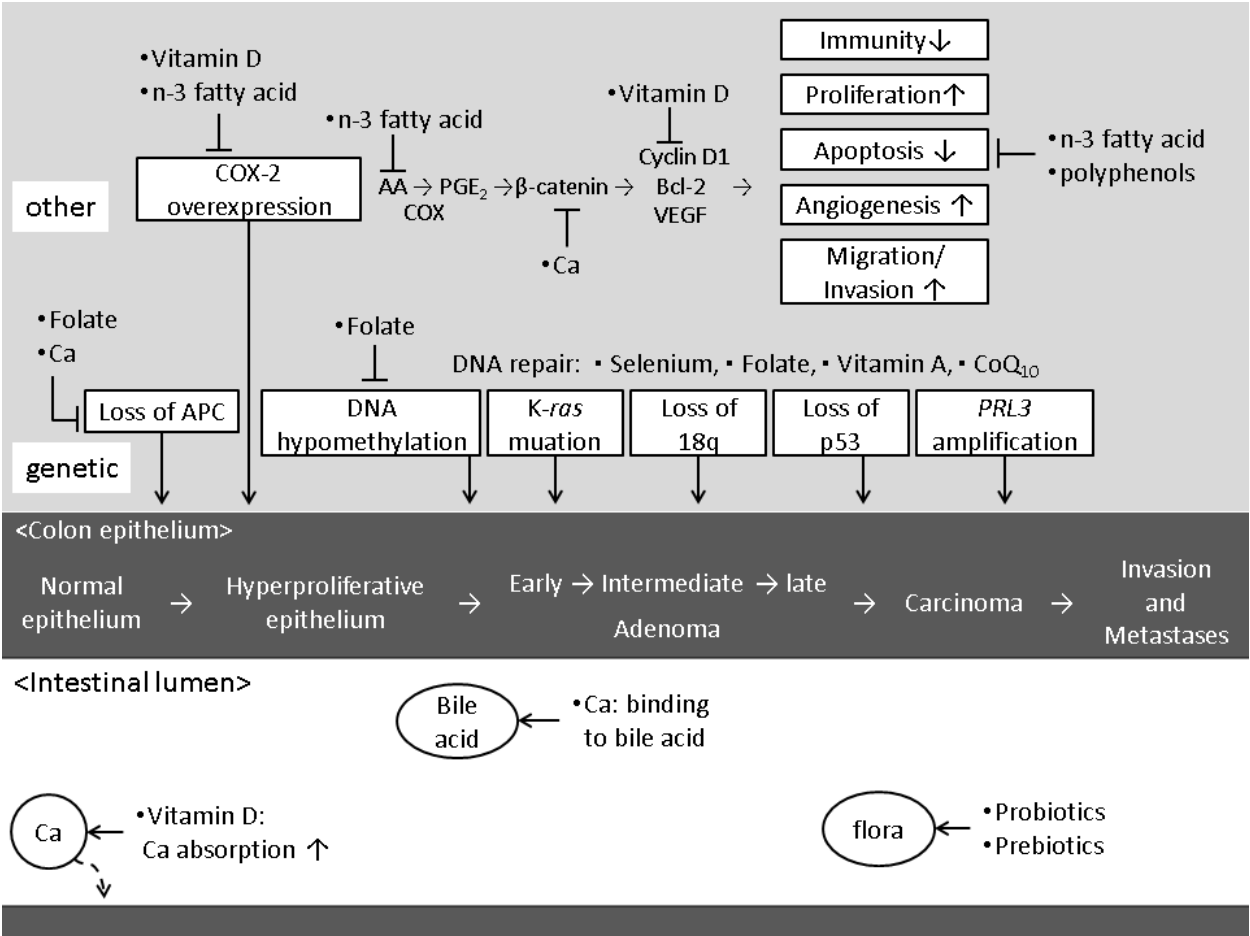 •Vitamin D
•n-3 fatty acid
COX-2
overexpression
other
•n-3 fatty acid
AA → PGE₂ →β-catenin →
COX
•Ca
•Vitamin D
Cyclin D1
Bcl-2 →
VEGF
Immunity↓
Proliferation↑
Apoptosis ↓
Angiogenesis ↑
Migration/
Invasion ↑
•n-3 fatty acid
•polyphenols
•Folate
•Ca
Loss of APC
genetic
•Folate
DNA
hypomethylation
DNA repair: ・Selenium, ・Folate, ・Vitamin A, ・CoQ₁₀
K-ras
muation
Loss of
18q
Loss of
p53
PRL3
amplification
<Colon epithelium>
Normal
epithelium
→
Hyperproliferative
epithelium
→
Early → Intermediate → late
Adenoma
→
Carcinoma
→
Invasion
and
Metastases
<Intestinal lumen>
Bile
acid
•Ca: binding
to bile acid
Ca
•Vitamin D:
Ca absorption ↑
flora
•Probiotics
•Prebiotics